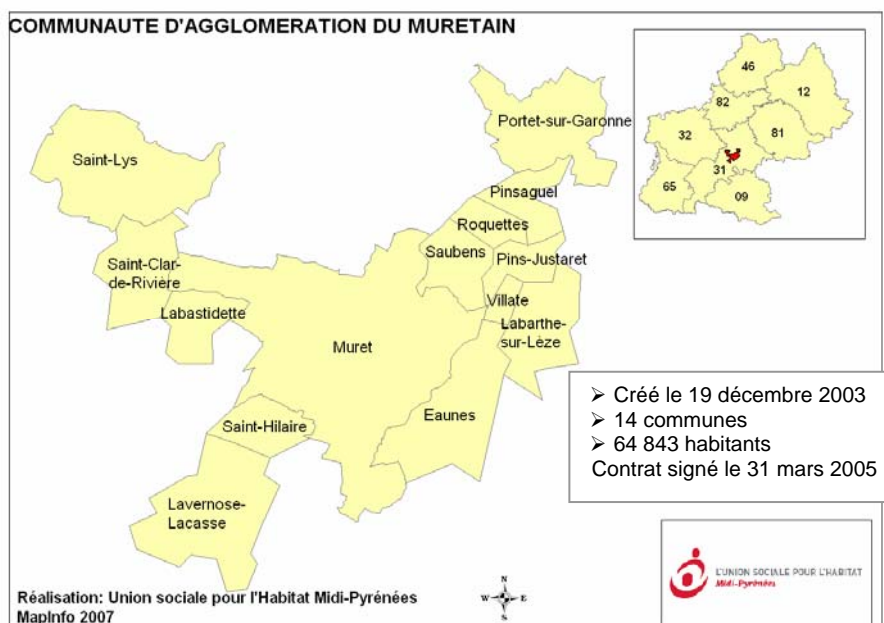 COMMUNAUTE D'AGGLOMERATION DU MURETAIN
46
12
82
32
81
31
65
09
Portet-sur-Garonne
Saint-Lys
Pinsaguel
Roquettes
Saubens
Pins-Justaret
Saint-Clar-
de-Rivière
Labastidette
Villate
Muret
Labarthe-
sur-Lèze
Eaunes
Saint-Hilaire
Lavernose-
Lacasse
➢ Créé le 19 décembre 2003
➢ 14 communes
➢ 64 843 habitants
Contrat signé le 31 mars 2005
N
W E
S
L'UNION SOCIALE POUR L'HABITAT
Midi-Pyrénées
Réalisation: Union sociale pour l'Habitat Midi-Pyrénées
MapInfo 2007